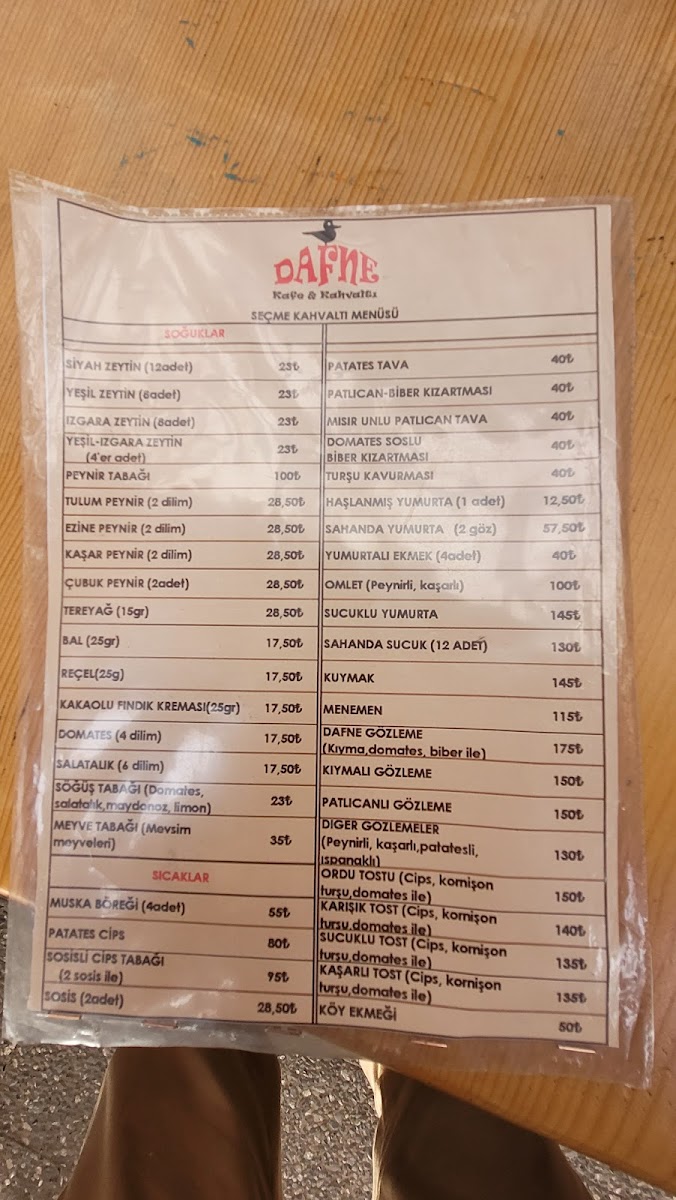 DAFNE
Kafe & Kahvaltı
SEÇME KAHVALTI MENÜSÜ
SOĞUKLAR
SİYAH ZEYTİN (12adet) 23₺
YEŞİL ZEYTİN (8adet) 23₺
IZGARA ZEYTİN (8adet) 23₺
YEŞİL-IZGARA ZEYTİN
(4'er adet) 23₺
PEYNİR TABAĞI 100₺
TULUM PEYNİR (2 dilim) 28,50₺
EZİNE PEYNİR (2 dilim) 28,50₺
KAŞAR PEYNİR (2 dilim) 28,50₺
ÇUBUK PEYNİR (2adet) 28,50₺
TEREYAĞ (15gr) 28,50₺
BAL (25gr) 17,50₺
REÇEL(25g) 17,50₺
KAKAOLU FINDIK KREMASI(25gr) 17,50₺
DOMATES (4 dilim) 17,50₺
SALATALIK (6 dilim) 17,50₺
SÖĞÜŞ TABAĞI (Domates,
salatalık,maydonoz, limon) 23₺
MEYVE TABAĞI (Mevsim
meyveleri) 35₺
SICAKLAR
MUSKA BÖREĞİ (4adet) 55₺
PATATES CİPS 80₺
SOSİSLİ CİPS TABAĞI
(2 sosis ile) 95₺
SOSİS (2adet) 28,50₺
PATATES TAVA 40₺
PATLICAN-BİBER KIZARTMASI 40₺
MISIR UNLU PATLICAN TAVA 40₺
DOMATES SOSLU
BİBER KIZARTMASI 40₺
TURŞU KAVURMASI 40₺
HAŞLANMIŞ YUMURTA (1 adet) 12,50₺
SAHANDA YUMURTA (2 göz) 57,50₺
YUMURTALI EKMEK (4adet) 40₺
OMLET (Peynirli, kaşarlı) 100₺
SUCUKLU YUMURTA 145₺
SAHANDA SUCUK (12 ADET) 130₺
KUYMAK 145₺
MENEMEN 115₺
DAFNE GÖZLEME
(Kıyma,domates, biber ile) 175₺
KIYMALI GÖZLEME 150₺
PATLICANLI GÖZLEME 150₺
DİGER GÖZLEMELER
(Peynirli, kaşarlı,patatesli,
ıspanaklı) 130₺
ORDU TOSTU (Cips, kornişon
turşu,domates ile) 150₺
KARIŞIK TOST (Cips, kornişon
turşu,domates ile) 140₺
SUCUKLU TOST (Cips, kornişon
turşu,domates ile) 135₺
KAŞARLI TOST (Cips, kornişon
turşu,domates ile) 135₺
KÖY EKMEĞİ 50₺